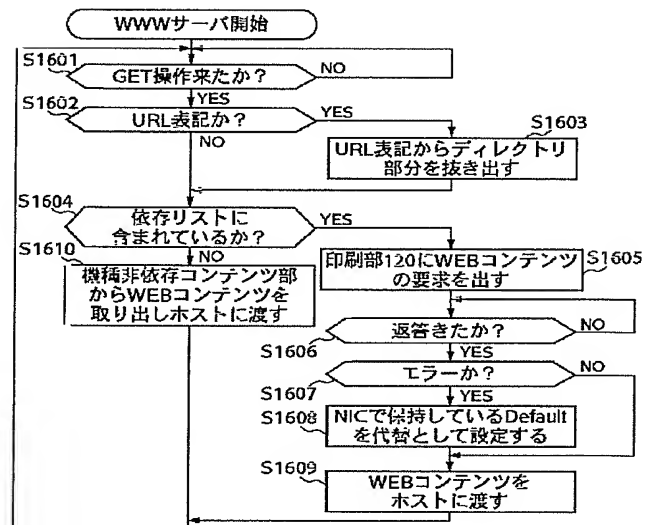 WWWサーバ開始
S1601
GET操作来たか？
NO
YES
S1602
URL表記か？
YES
NO
S1603
URL表記からディレクトリ
部分を抜き出す
S1604
依存リストに
含まれているか？
YES
NO
S1610
機種非依存コンテンツ部
からWEBコンテンツを
取り出しホストに渡す
印刷部120にWEBコンテンツ
の要求を出す
S1605
返答きたか？
NO
S1606
YES
エラーか？
NO
S1607
YES
S1608
NICで保持しているDefault
を代替として設定する
S1609
WEBコンテンツを
ホストに渡す